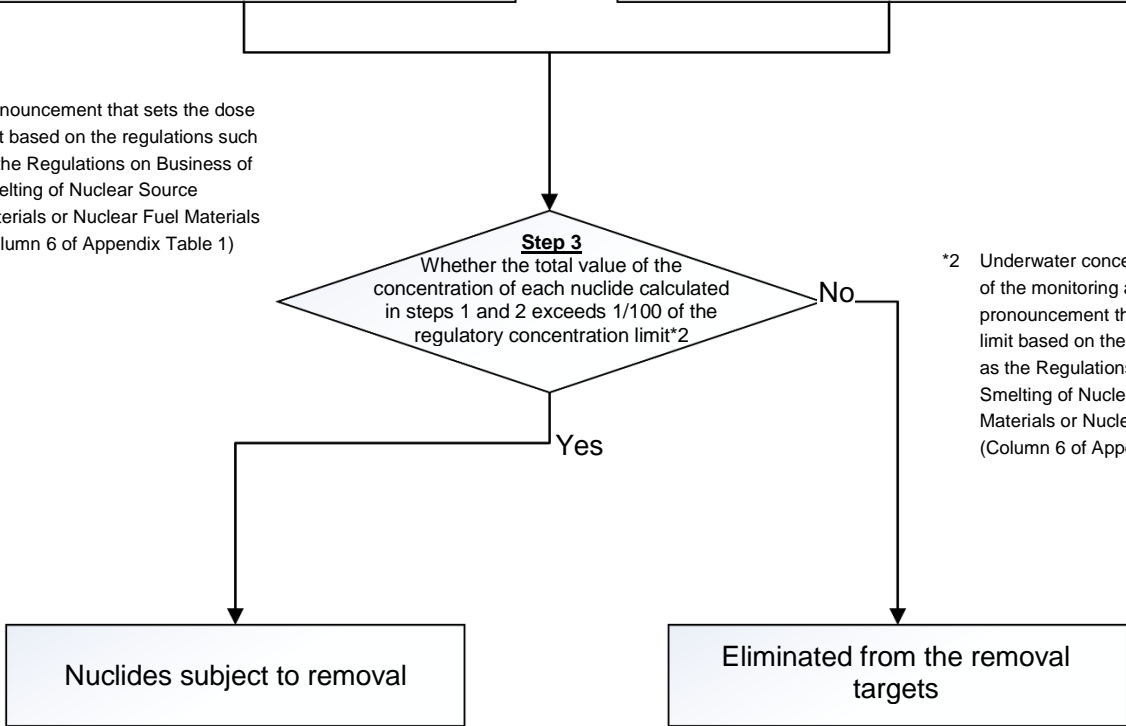 nouncement that sets the dose
t based on the regulations such
the Regulations on Business of
elting of Nuclear Source
terials or Nuclear Fuel Materials
lumn 6 of Appendix Table 1)
Step 3
Whether the total value of the
concentration of each nuclide calculated
in steps 1 and 2 exceeds 1/100 of the
regulatory concentration limit*2
No
*2 Underwater conce
of the monitoring a
pronouncement th
limit based on the
as the Regulations
Smelting of Nucle
Materials or Nucle
(Column 6 of Appe
Yes
Nuclides subject to removal
Eliminated from the removal
targets